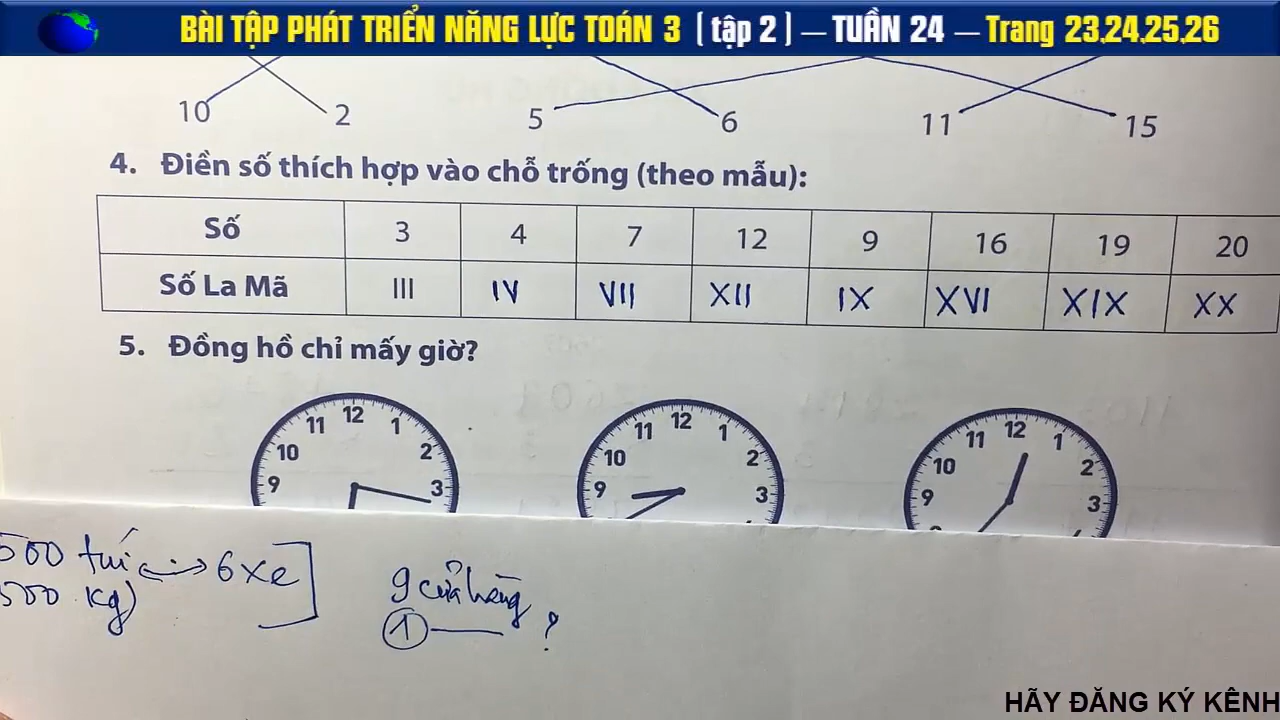 BÀI TẬP PHÁT TRIỂN NĂNG LỰC TOÁN 3 ( tập 2 ) – TUẦN 24 – Trang 23,24,25,26
10 2 5 6 11 15
4. Điền số thích hợp vào chỗ trống (theo mẫu):
Số 3 4 7 12 9 16 19 20
Số La Mã III IV VII XII IX XVI XIX XX
5. Đồng hồ chỉ mấy giờ?
12 12 12
11 1 11 1 11 1
10 2 10 2 10 2
9 3 9 3 9 3
500 túi 6 xe
500 kg)
9 cửa hàng
1 ?
HÃY ĐĂNG KÝ KÊNH